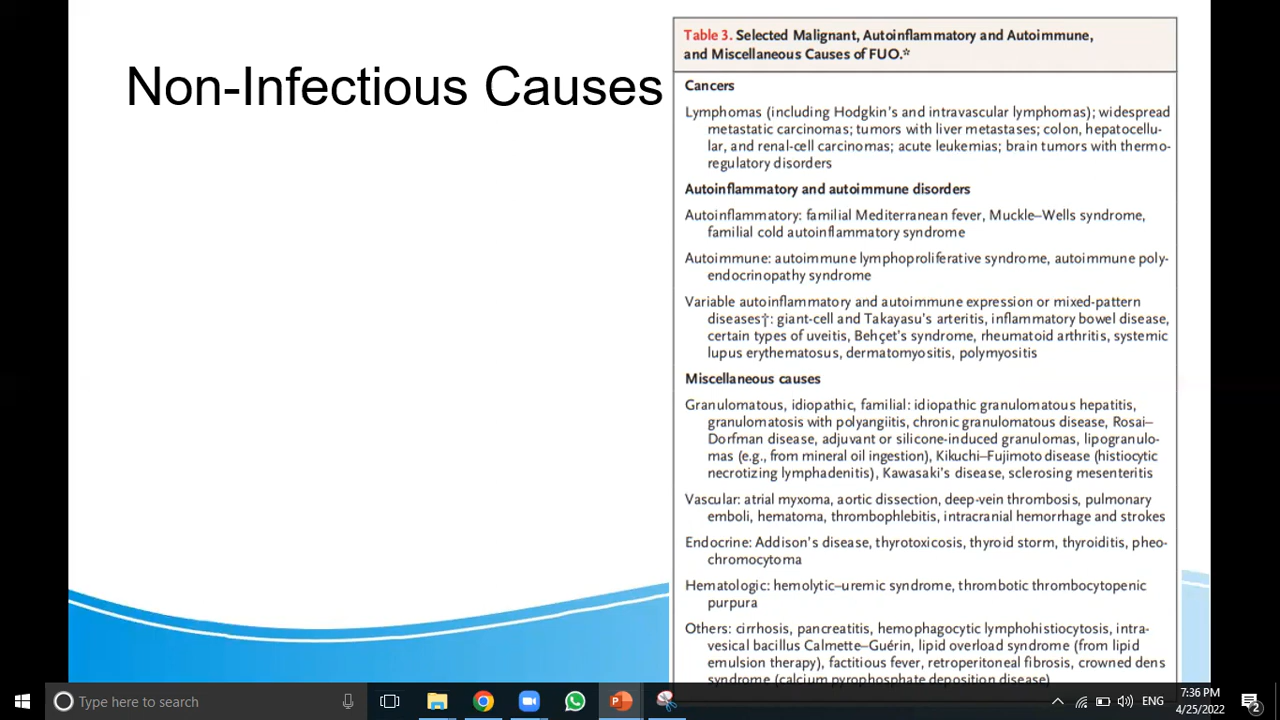 Non-Infectious Causes
Table 3. Selected Malignant, Autoinflammatory and Autoimmune,
and Miscellaneous Causes of FUO.*
Cancers
Lymphomas (including Hodgkin's and intravascular lymphomas); widespread
metastatic carcinomas; tumors with liver metastases; colon, hepatocellu-
lar, and renal-cell carcinomas; acute leukemias; brain tumors with thermo-
regulatory disorders
Autoinflammatory and autoimmune disorders
Autoinflammatory: familial Mediterranean fever, Muckle–Wells syndrome,
familial cold autoinflammatory syndrome
Autoimmune: autoimmune lymphoproliferative syndrome, autoimmune poly-
endocrinopathy syndrome
Variable autoinflammatory and autoimmune expression or mixed-pattern
diseases†: giant-cell and Takayasu's arteritis, inflammatory bowel disease,
certain types of uveitis, Behçet's syndrome, rheumatoid arthritis, systemic
lupus erythematosus, dermatomyositis, polymyositis
Miscellaneous causes
Granulomatous, idiopathic, familial: idiopathic granulomatous hepatitis,
granulomatosis with polyangiitis, chronic granulomatous disease, Rosai–
Dorfman disease, adjuvant or silicone-induced granulomas, lipogranulo-
mas (e.g., from mineral oil ingestion), Kikuchi–Fujimoto disease (histiocytic
necrotizing lymphadenitis), Kawasaki's disease, sclerosing mesenteritis
Vascular: atrial myxoma, aortic dissection, deep-vein thrombosis, pulmonary
emboli, hematoma, thrombophlebitis, intracranial hemorrhage and strokes
Endocrine: Addison's disease, thyrotoxicosis, thyroid storm, thyroiditis, pheo-
chromocytoma
Hematologic: hemolytic–uremic syndrome, thrombotic thrombocytopenic
purpura
Others: cirrhosis, pancreatitis, hemophagocytic lymphohistiocytosis, intra-
vesical bacillus Calmette–Guérin, lipid overload syndrome (from lipid
emulsion therapy), factitious fever, retroperitoneal fibrosis, crowned dens
syndrome (calcium pyrophosphate deposition disease)
Type here to search
ENG
7:36 PM
4/25/2022
2